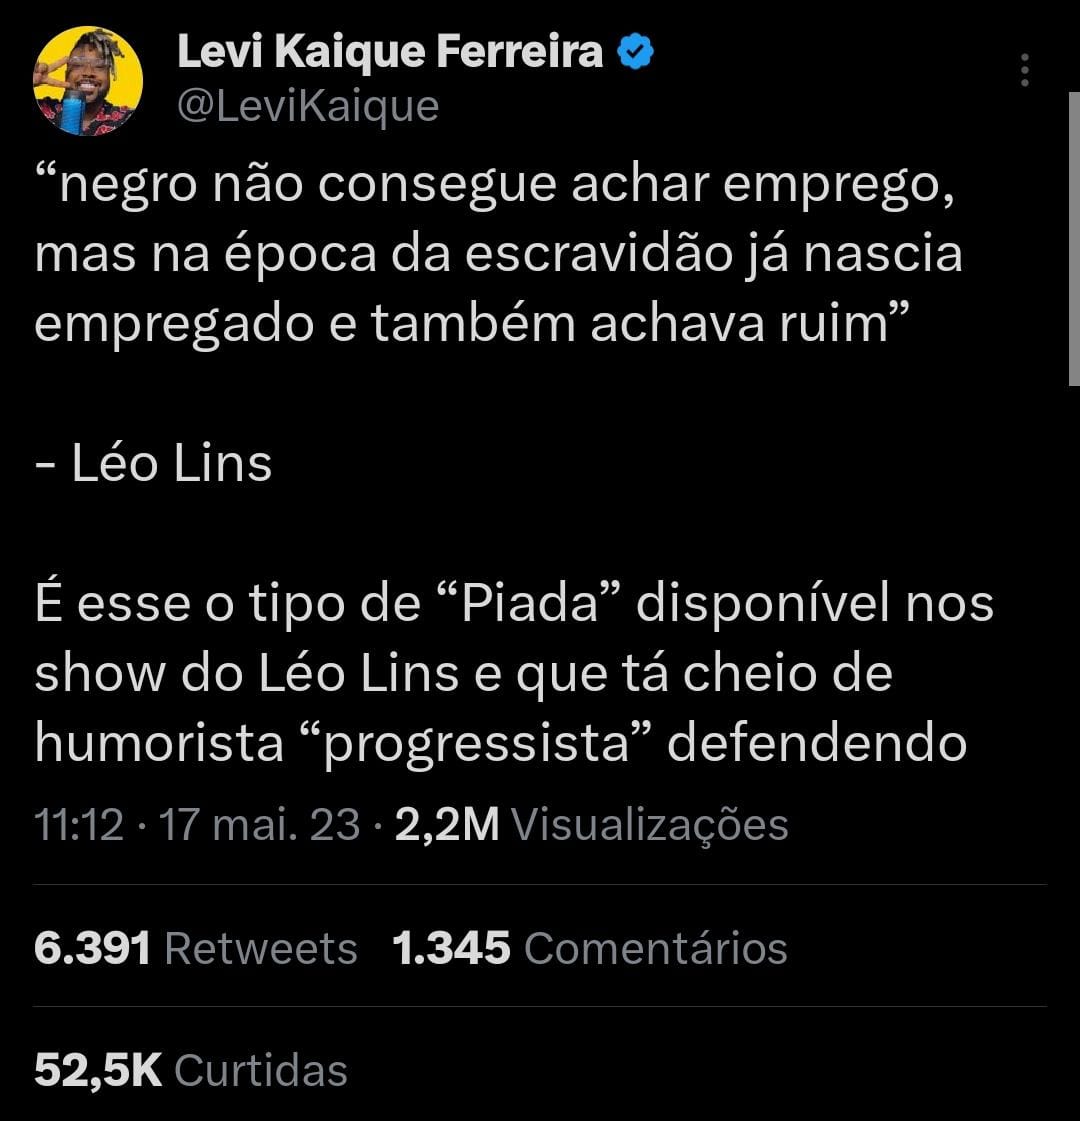 Levi Kaique Ferreira
@LeviKaique
“negro não consegue achar emprego,
mas na época da escravidão já nascia
empregado e também achava ruim”
- Léo Lins
É esse o tipo de “Piada” disponível nos
show do Léo Lins e que tá cheio de
humorista “progressista” defendendo
11:12 · 17 mai. 23 · 2,2M Visualizações
6.391 Retweets 1.345 Comentários
52,5K Curtidas